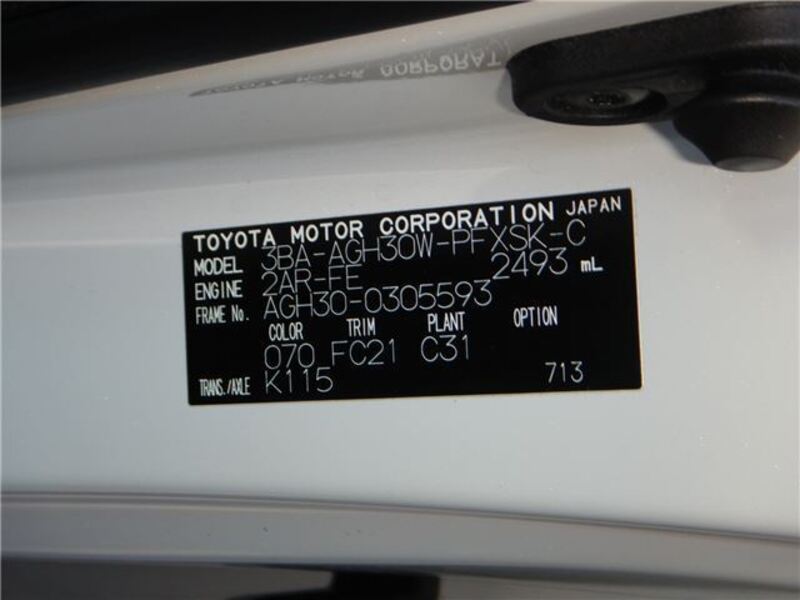 TOYOTA MOTOR CORPORATION JAPAN
MODEL 3BA-AGH30W-PFXSK-C
ENGINE 2AR-FE 2493 mL
FRAME No. AGH30-0305593
COLOR TRIM PLANT OPTION
070 FC21 C31
TRANS./AXLE K115 713